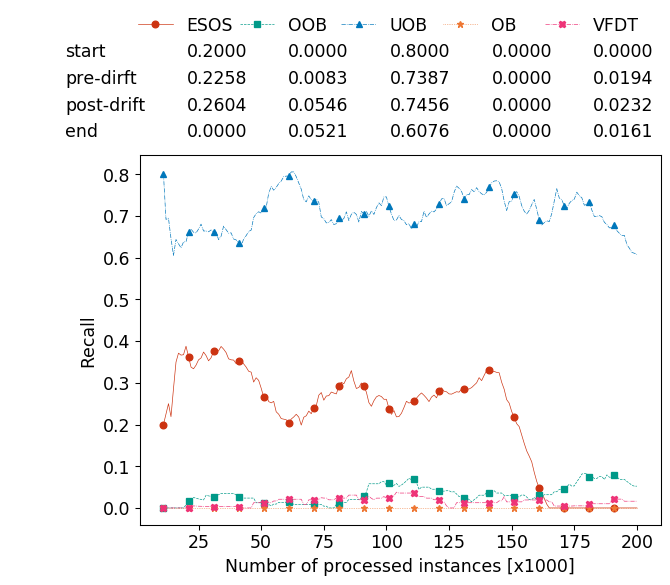 ESOS OOB UOB OB VFDT
start 0.2000 0.0000 0.8000 0.0000 0.0000
pre-dirft 0.2258 0.0083 0.7387 0.0000 0.0194
post-drift 0.2604 0.0546 0.7456 0.0000 0.0232
end 0.0000 0.0521 0.6076 0.0000 0.0161
0.8
0.7
0.6
0.5
0.4
0.3
0.2
0.1
0.0
Recall
25 50 75 100 125 150 175 200
Number of processed instances [x1000]